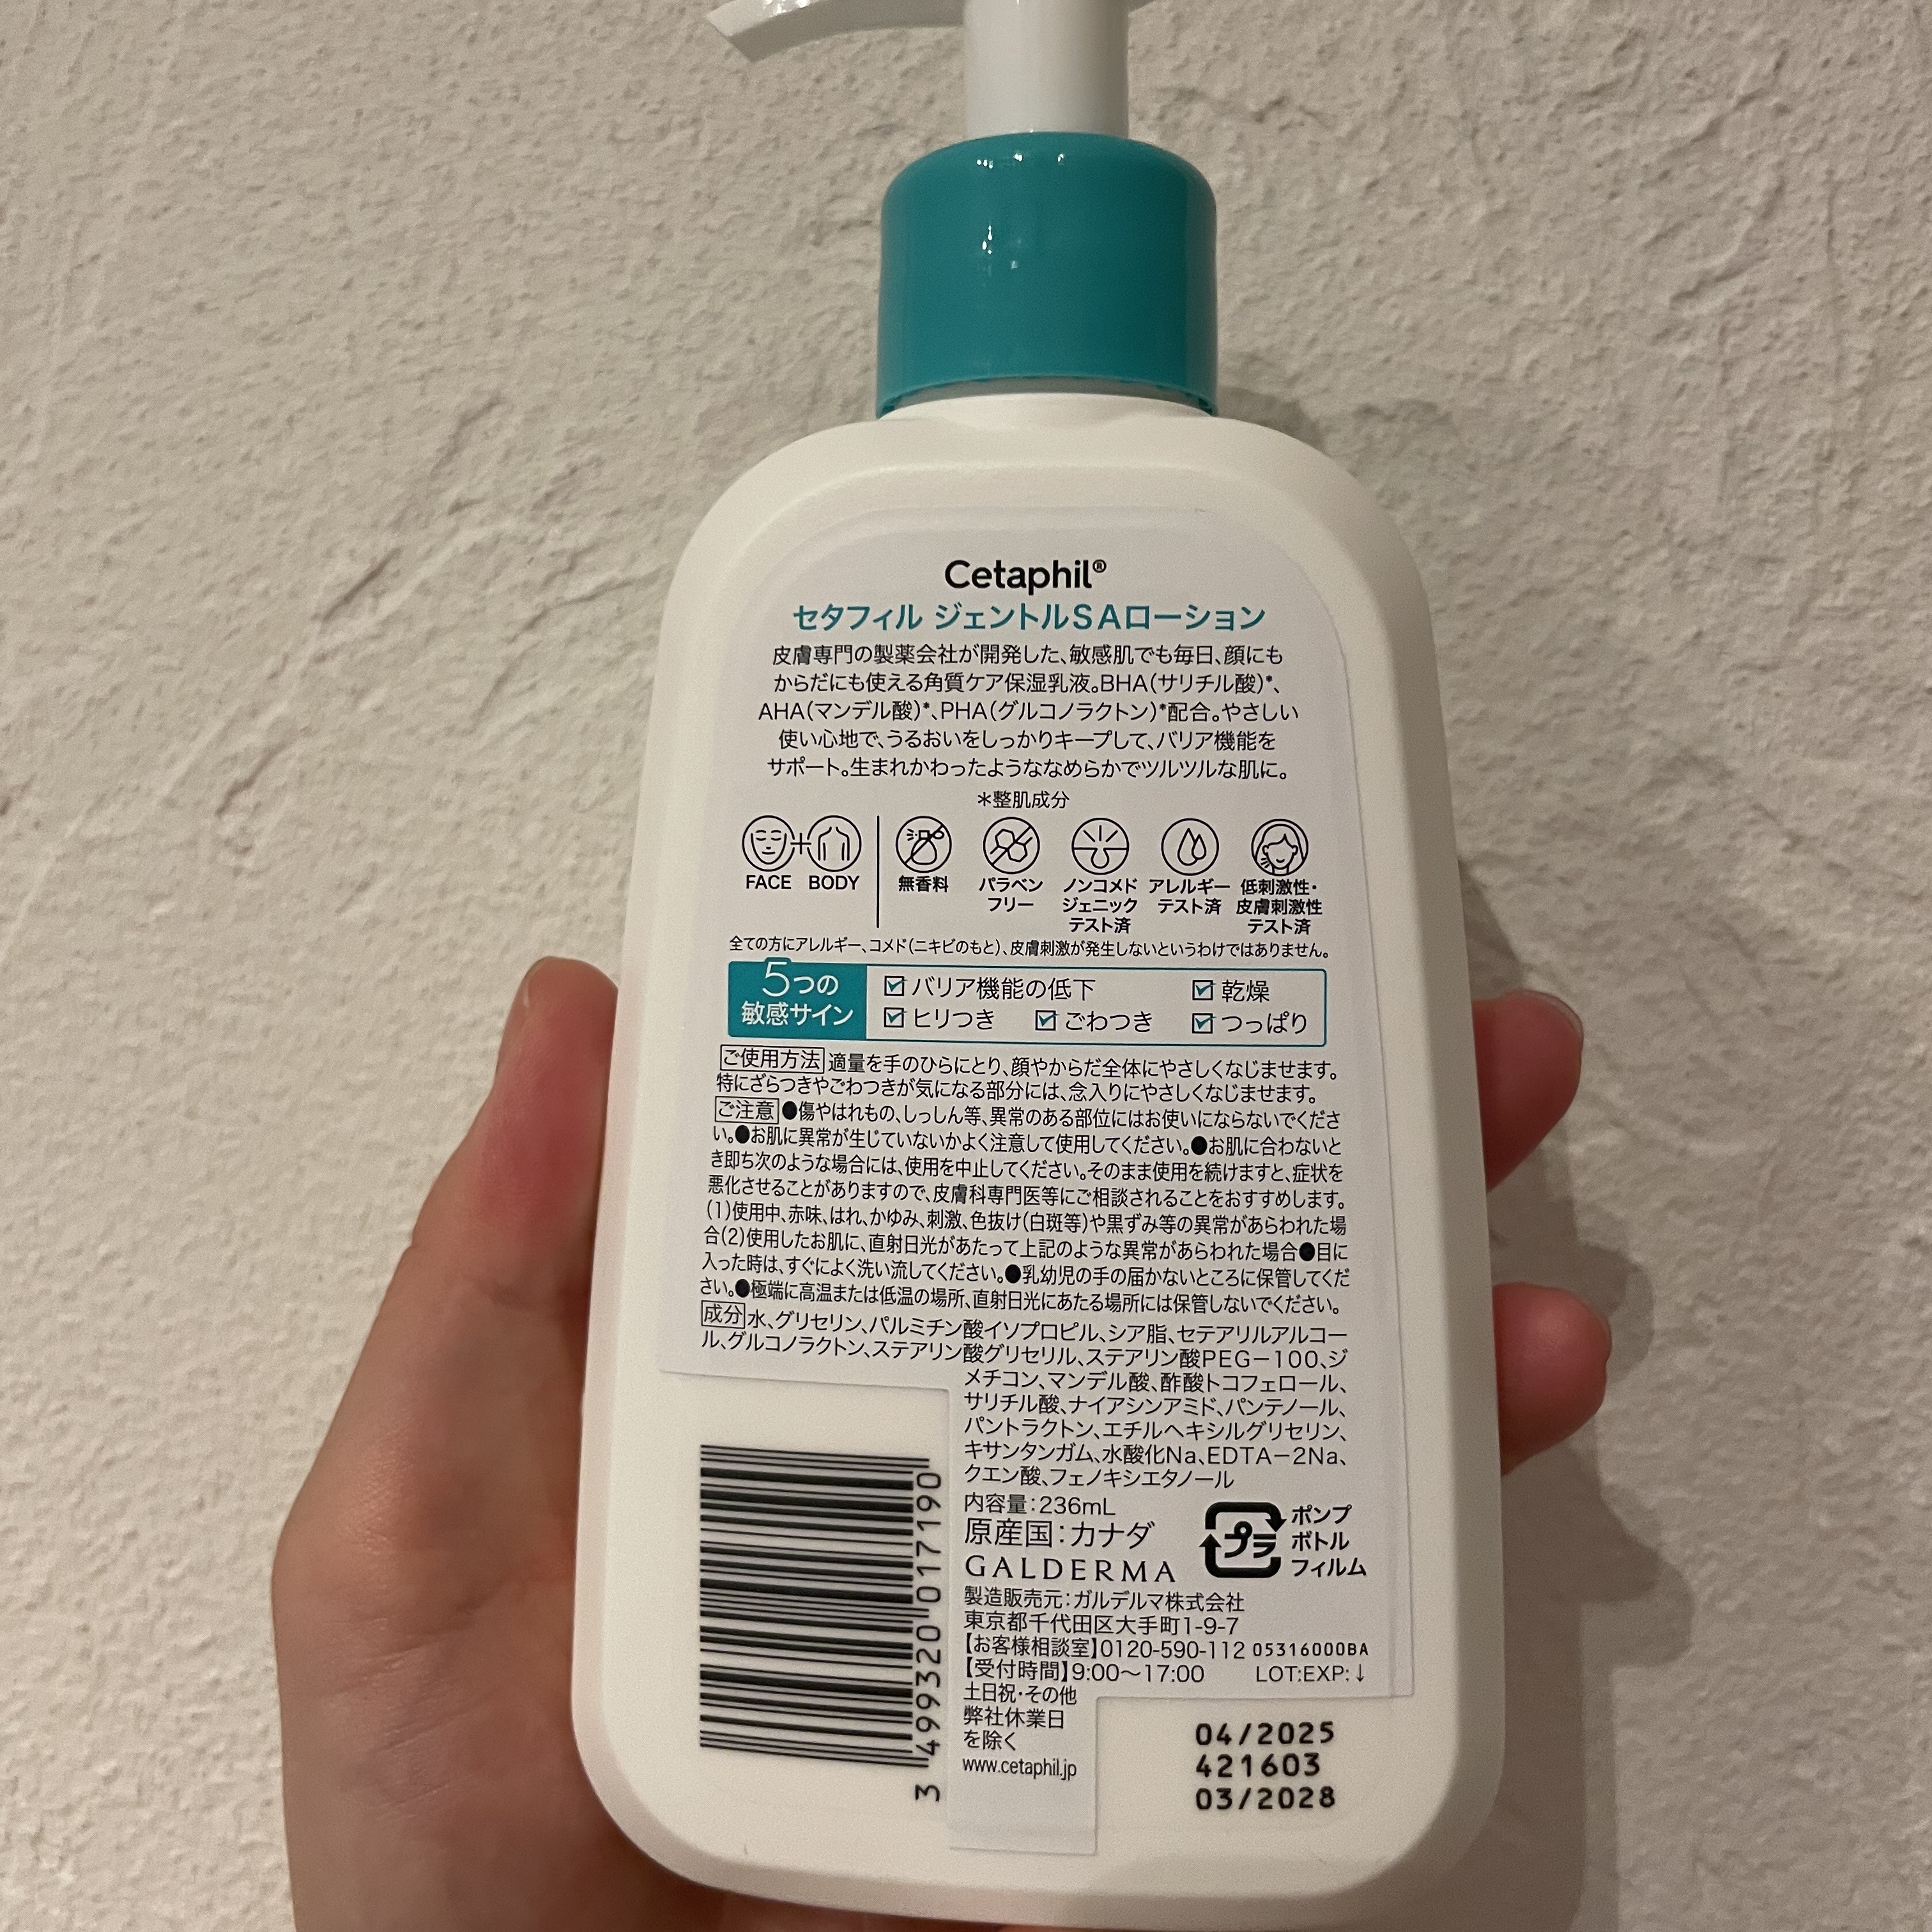 Cetaphil®
セタフィル ジェントルSAローション
皮膚専門の製薬会社が開発した、敏感肌でも毎日、顔にも
からだにも使える角質ケア保湿乳液。BHA(サリチル酸)*、
AHA(マンデル酸)*、PHA(グルコノラクトン)*配合。やさしい
使い心地で、うるおいをしっかりキープして、バリア機能を
サポート。生まれかわったようななめらかでツルツルな肌に。
*整肌成分
FACE + BODY
無香料
パラベン
フリー
ノンコメド
ジェニック
テスト済
アレルギー
テスト済
低刺激性・
皮膚刺激性
テスト済
全ての方にアレルギー、コメド(ニキビのもと)、皮膚刺激が発生しないというわけではありません。
5つの
敏感サイン
☑バリア機能の低下 ☑乾燥
☑ヒリつき ☑ごわつき ☑つっぱり
ご使用方法 適量を手のひらにとり、顔やからだ全体にやさしくなじませます。
特にざらつきやごわつきが気になる部分には、念入りにやさしくなじませます。
ご注意 ●傷やはれもの、しっしん等、異常のある部位にはお使いにならないでくださ
い。●お肌に異常が生じていないかよく注意して使用してください。●お肌に合わないと
き即ち次のような場合には、使用を中止してください。そのまま使用を続けますと、症状を
悪化させることがありますので、皮膚科専門医等にご相談されることをおすすめします。
(1)使用中、赤味、はれ、かゆみ、刺激、色抜け(白斑等)や黒ずみ等の異常があらわれた場
合(2)使用したお肌に、直射日光があたって上記のような異常があらわれた場合●目に
入った時は、すぐによく洗い流してください。●乳幼児の手の届かないところに保管してくだ
さい。●極端に高温または低温の場所、直射日光にあたる場所には保管しないでください。
成分 水、グリセリン、パルミチン酸イソプロピル、シア脂、セテアリルアルコー
ル、グルコノラクトン、ステアリン酸グリセリル、ステアリン酸PEG-100、ジ
メチコン、マンデル酸、酢酸トコフェロール、
サリチル酸、ナイアシンアミド、パンテノール、
パントラクトン、エチルヘキシルグリセリン、
キサンタンガム、水酸化Na、EDTA-2Na、
クエン酸、フェノキシエタノール
内容量：236mL
原産国：カナダ
GALDERMA
プラ
ポンプ
ボトル
フィルム
製造販売元：ガルデルマ株式会社
東京都千代田区大手町1-9-7
【お客様相談室】0120-590-112 05316000BA
【受付時間】9:00～17:00 LOT:EXP:↓
土日祝・その他
弊社休業日
を除く
www.cetaphil.jp
04/2025
421603
03/2028
3 499320 017190